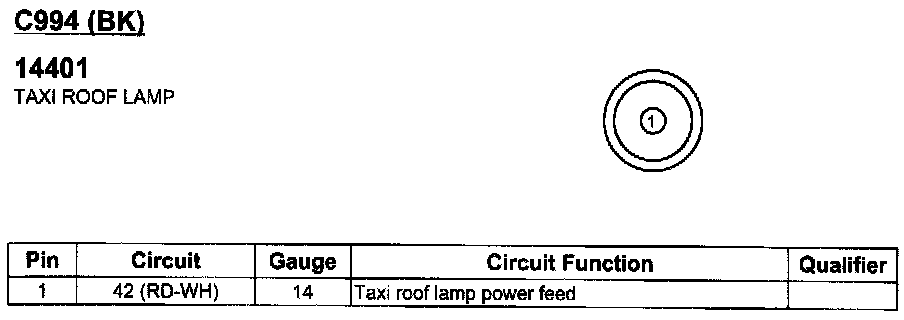 C994 (BK)
14401
TAXI ROOF LAMP
1
Pin Circuit Gauge Circuit Function Qualifier
1 42 (RD-WH) 14 Taxi roof lamp power feed